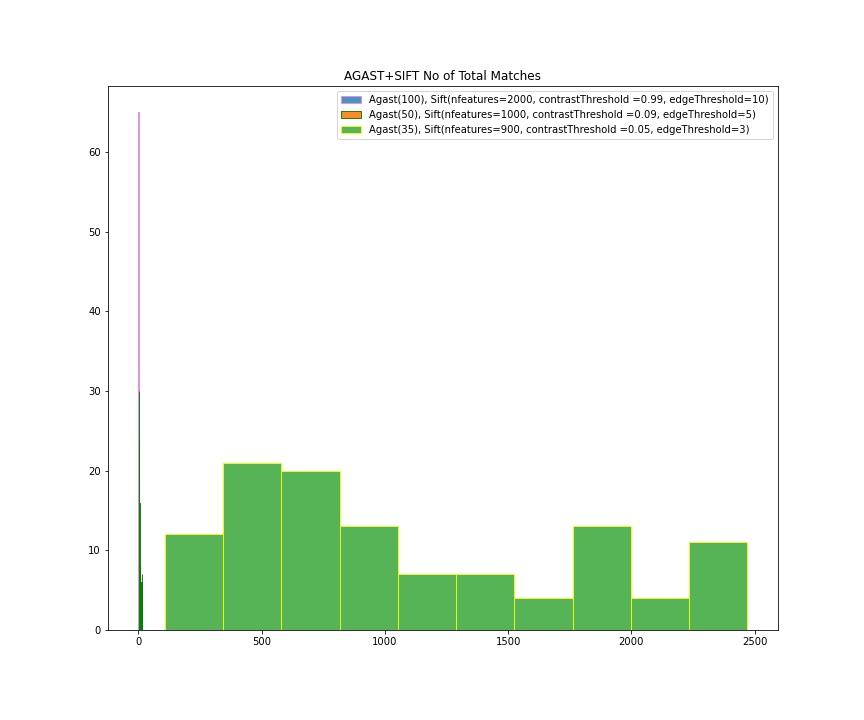 AGAST+SIFT No of Total Matches
Agast(100), Sift(nfeatures=2000, contrastThreshold =0.99, edgeThreshold=10)
Agast(50), Sift(nfeatures=1000, contrastThreshold =0.09, edgeThreshold=5)
Agast(35), Sift(nfeatures=900, contrastThreshold =0.05, edgeThreshold=3)
60
50
40
30
20
10
0
0 500 1000 1500 2000 2500